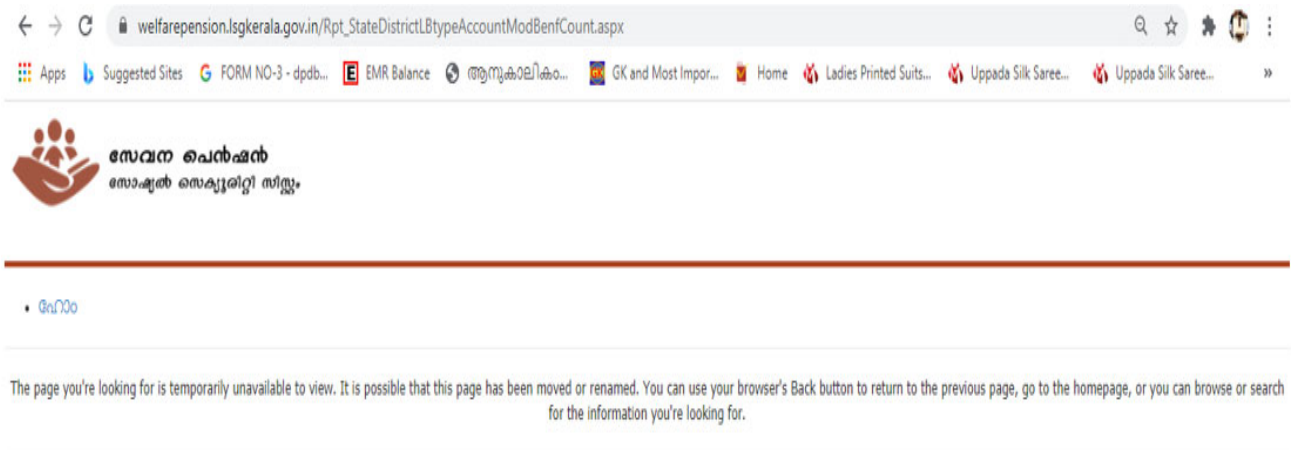 welfarepension.lsgkerala.gov.in/Rpt_StateDistrictLBtypeAccountModBenfCount.aspx
Apps Suggested Sites FORM NO-3 - dpdb... EMR Balance ആനുകാലികം... GK and Most Impor... Home Ladies Printed Suits... Uppada Silk Saree... Uppada Silk Saree... »
സേവന പെൻഷൻ
സോഷ്യൽ സെക്യൂരിറ്റി സിസ്റ്റം
• ഹോം
The page you're looking for is temporarily unavailable to view. It is possible that this page has been moved or renamed. You can use your browser's Back button to return to the previous page, go to the homepage, or you can browse or search
for the information you're looking for.